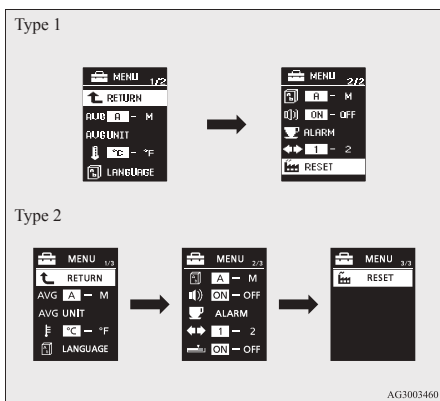 Type 1
MENU 1/2
RETURN
AVG A - M
AVG UNIT
°C - °F
LANGUAGE
MENU 2/2
A - M
ON - OFF
ALARM
1 - 2
RESET
Type 2
MENU 1/3
RETURN
AVG A - M
AVG UNIT
°C - °F
LANGUAGE
MENU 2/3
A - M
ON - OFF
ALARM
1 - 2
ON - OFF
MENU 3/3
RESET
AG3003460